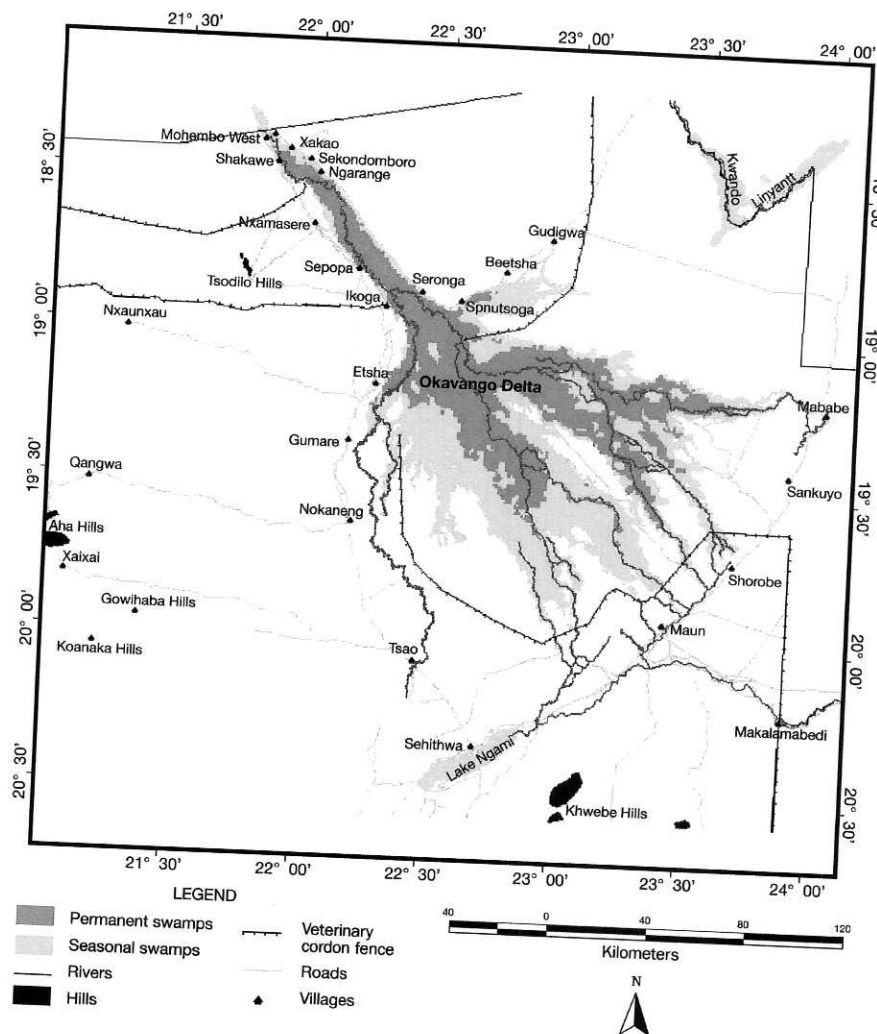 21° 30'
22° 00'
22° 30'
23° 00'
23° 30'
24° 00'
18° 30'
19° 00'
19° 30'
20° 00'
20° 30'
Mohembo West
Xakao
Shakawe
Sekondomboro
Ngarange
Kwando
Linyantt
Nxamasere
Gudigwa
Tsodilo Hills
Sepopa
Seronga
Beetsha
Ikoga
Spnutsoga
Nxaunxau
Etsha
Okavango Delta
Mababe
Gumare
Qangwa
Sankuyo
Nokaneng
Aha Hills
Xaixai
Shorobe
Gowihaba Hills
Maun
Koanaka Hills
Tsao
Makalamabedi
Sehithwa
Lake Ngami
Khwebe Hills
19° 00'
19° 30'
20° 00'
20° 30'
21° 30'
22° 00'
22° 30'
23° 00'
23° 30'
24° 00'
LEGEND
Permanent swamps
Seasonal swamps
Rivers
Hills
Veterinary
cordon fence
Roads
Villages
40 0 40 80 120
Kilometers
N